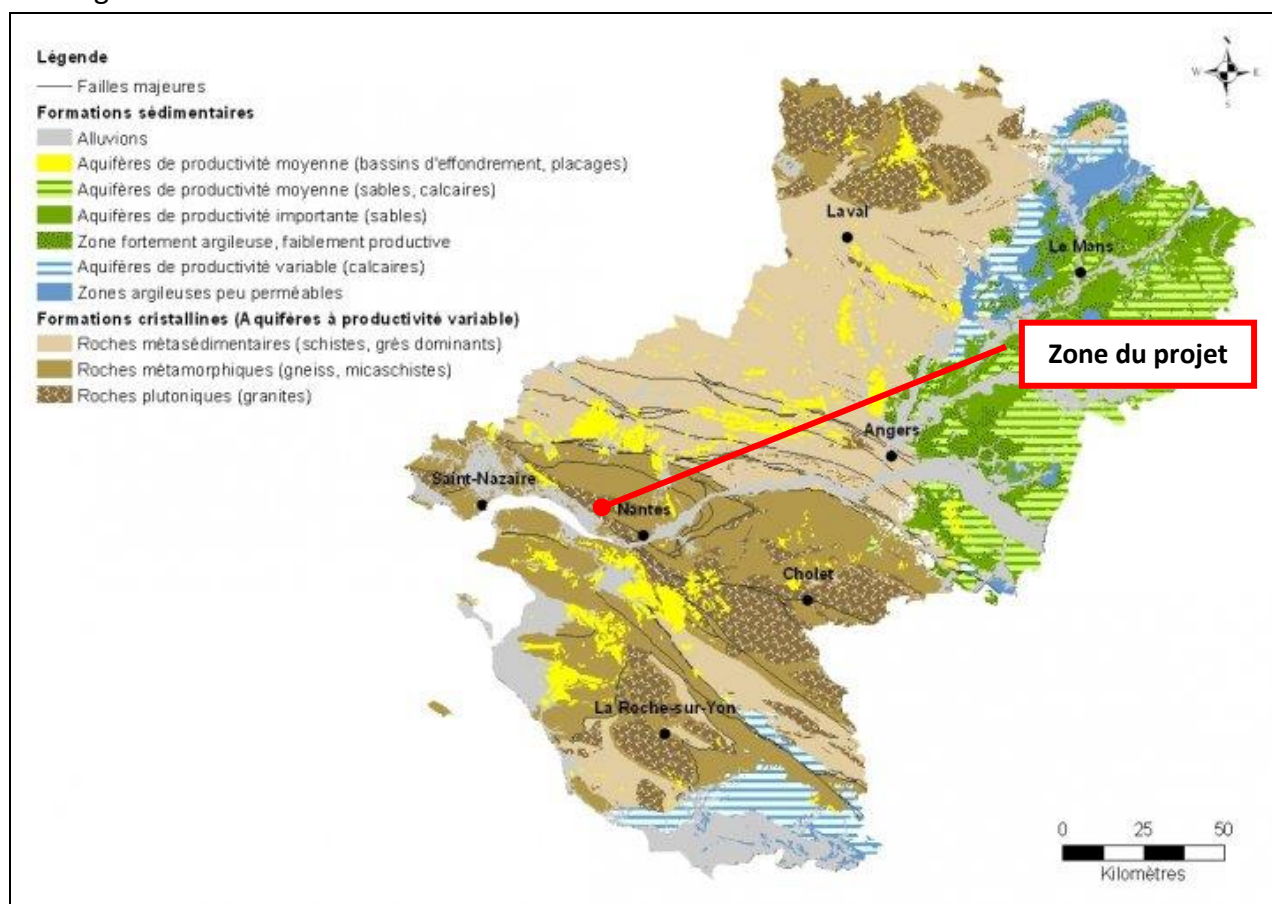 Légende
Failles majeures
Formations sédimentaires
Alluvions
Aquifères de productivité moyenne (bassins d'effondrement, placages)
Aquifères de productivité moyenne (sables, calcaires)
Aquifères de productivité importante (sables)
Zone fortement argileuse, faiblement productive
Aquifères de productivité variable (calcaires)
Zones argileuses peu perméables
Formations cristallines (Aquifères à productivité variable)
Roches métasédimentaires (schistes, grès dominants)
Roches métamorphiques (gneiss, micaschistes)
Roches plutoniques (granites)
N
W
E
S
Laval
Le Mans
Zone du projet
Angers
Saint-Nazaire
Nantes
Cholet
La Roche-sur-Yon
0 25 50
Kilomètres